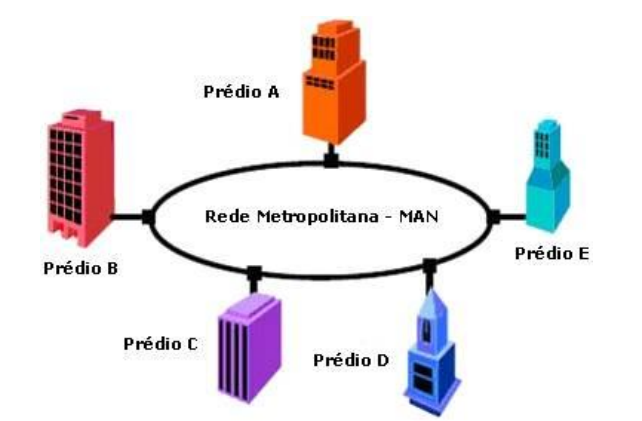 Prédio A
Rede Metropolitana - MAN
Prédio B
Prédio E
Prédio C
Prédio D